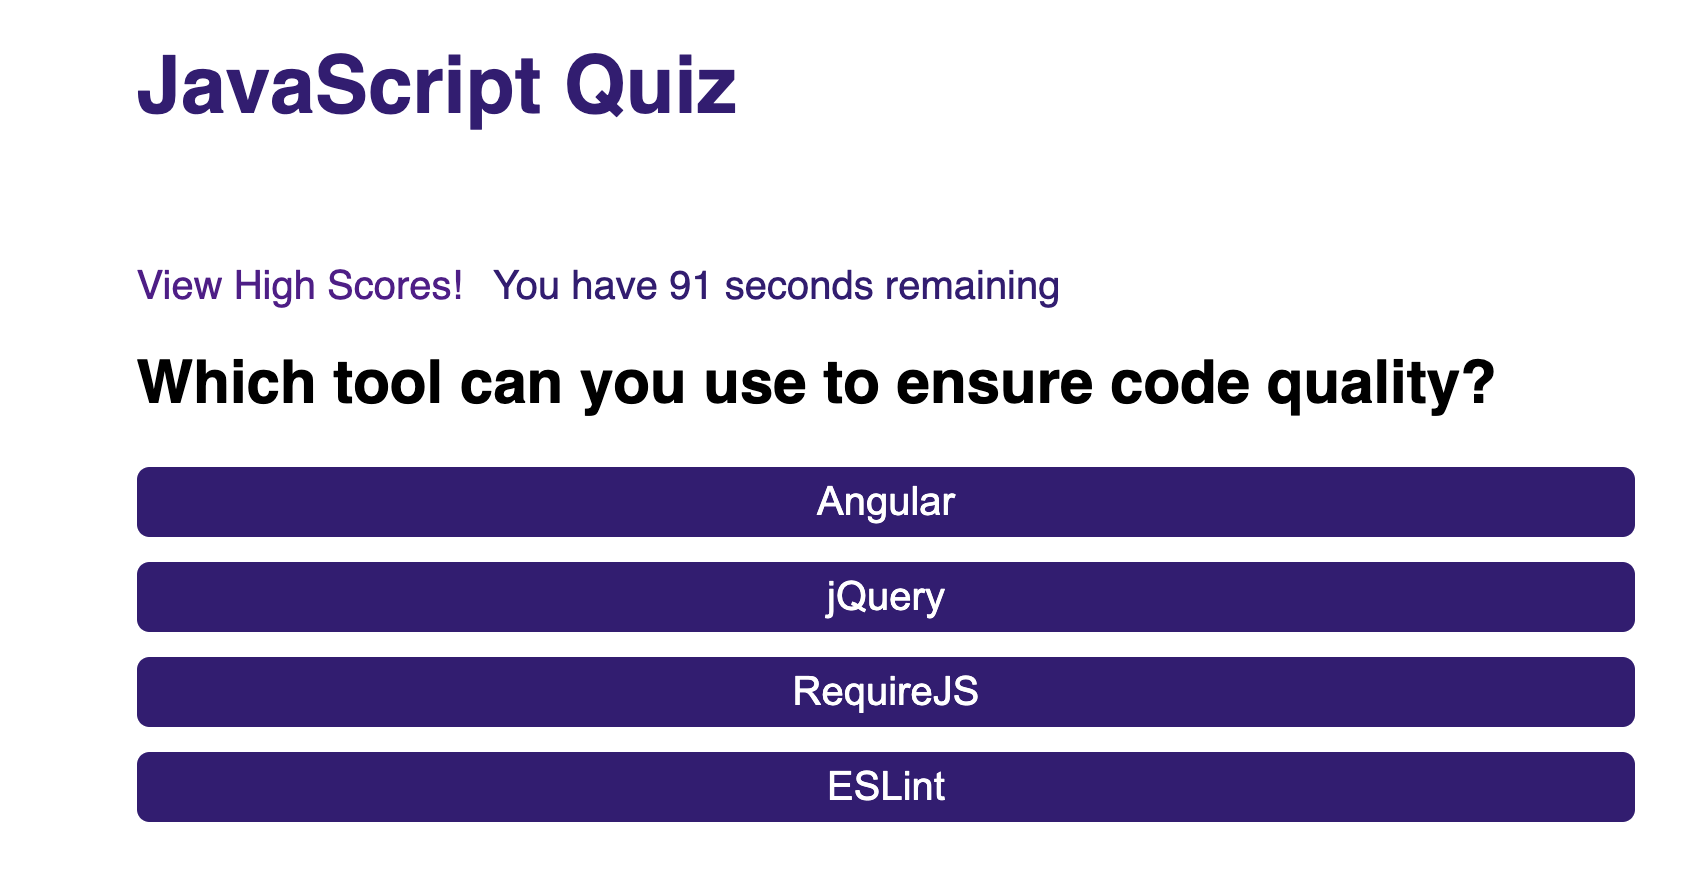 JavaScript Quiz
View High Scores! You have 91 seconds remaining
Which tool can you use to ensure code quality?
Angular
jQuery
RequireJS
ESLint